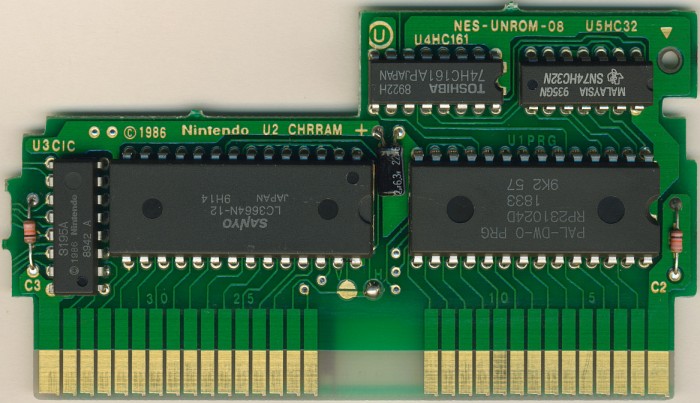 NES-UNROM-08 U5HC32
U
U4HC161
TOSHIBA
74HC161AP JAPAN
8922H
MALAYSIA 935GN
SN74HC32N
©1986 Nintendo U2 CHRRAM +
U1PRG
U3CIC
3195A
© 1986 Nintendo
8942 A
SANYO
LC3664N-12
JAPAN 9H14
PAL-DW-0 PRG
RP231024D
1833
9K2 57
H
C3
C2
30 25 10 5